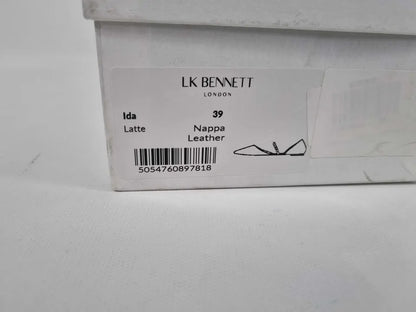 LK BENNETT
LONDON
Ida 39
Latte Nappa
Leather
5054760897818